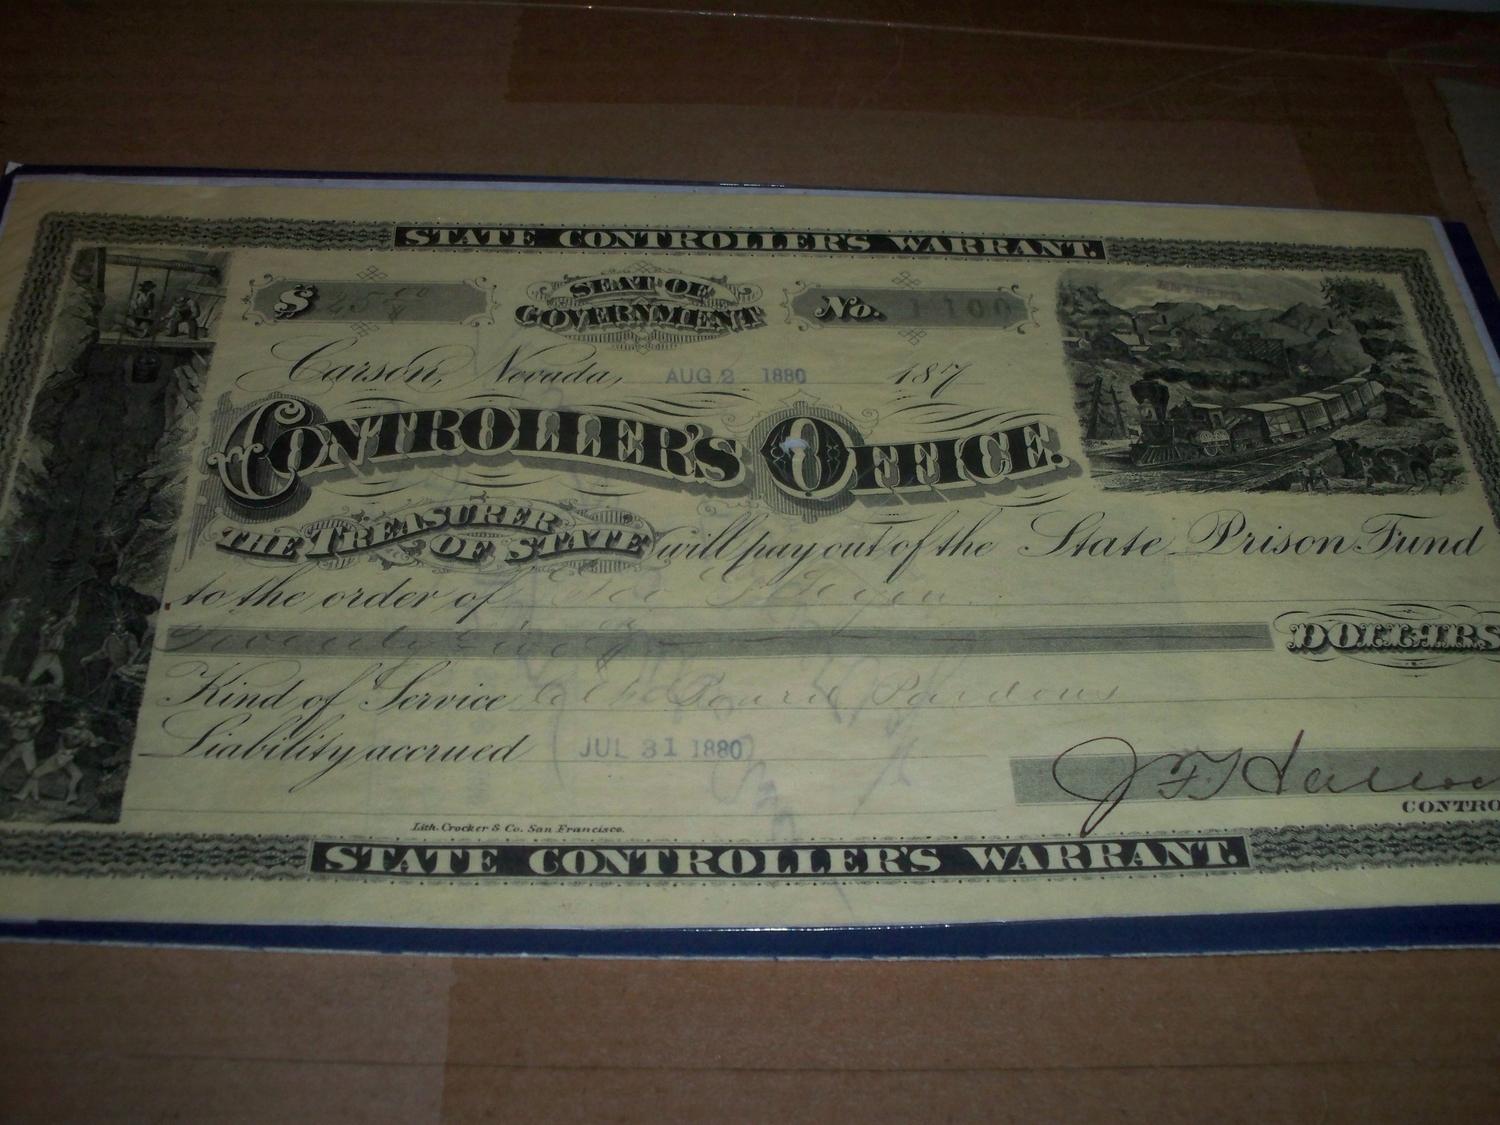 STATE CONTROLLER'S WARRANT.
$
SEAT OF GOVERNMENT
No. 1100
Carson, Nevada, AUG 2 1880 187
CONTROLLER'S OFFICE.
THE TREASURER OF STATE will pay out of the State Prison Fund
to the order of
DOLLARS
Kind of Service
Liability accrued JUL 31 1880
CONTRO
Lith. Crocker & Co. San Francisco.
STATE CONTROLLER'S WARRANT.